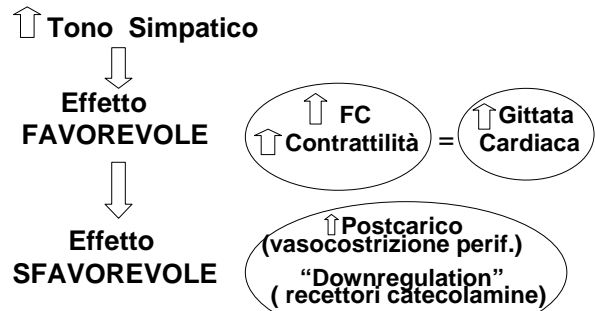 Tono Simpatico
Effetto
FAVOREVOLE
FC
Contrattilità
=
Gittata
Cardiaca
Effetto
SFAVOREVOLE
Postcarico
(vasocostrizione perif.)
“Downregulation”
( recettori catecolamine)